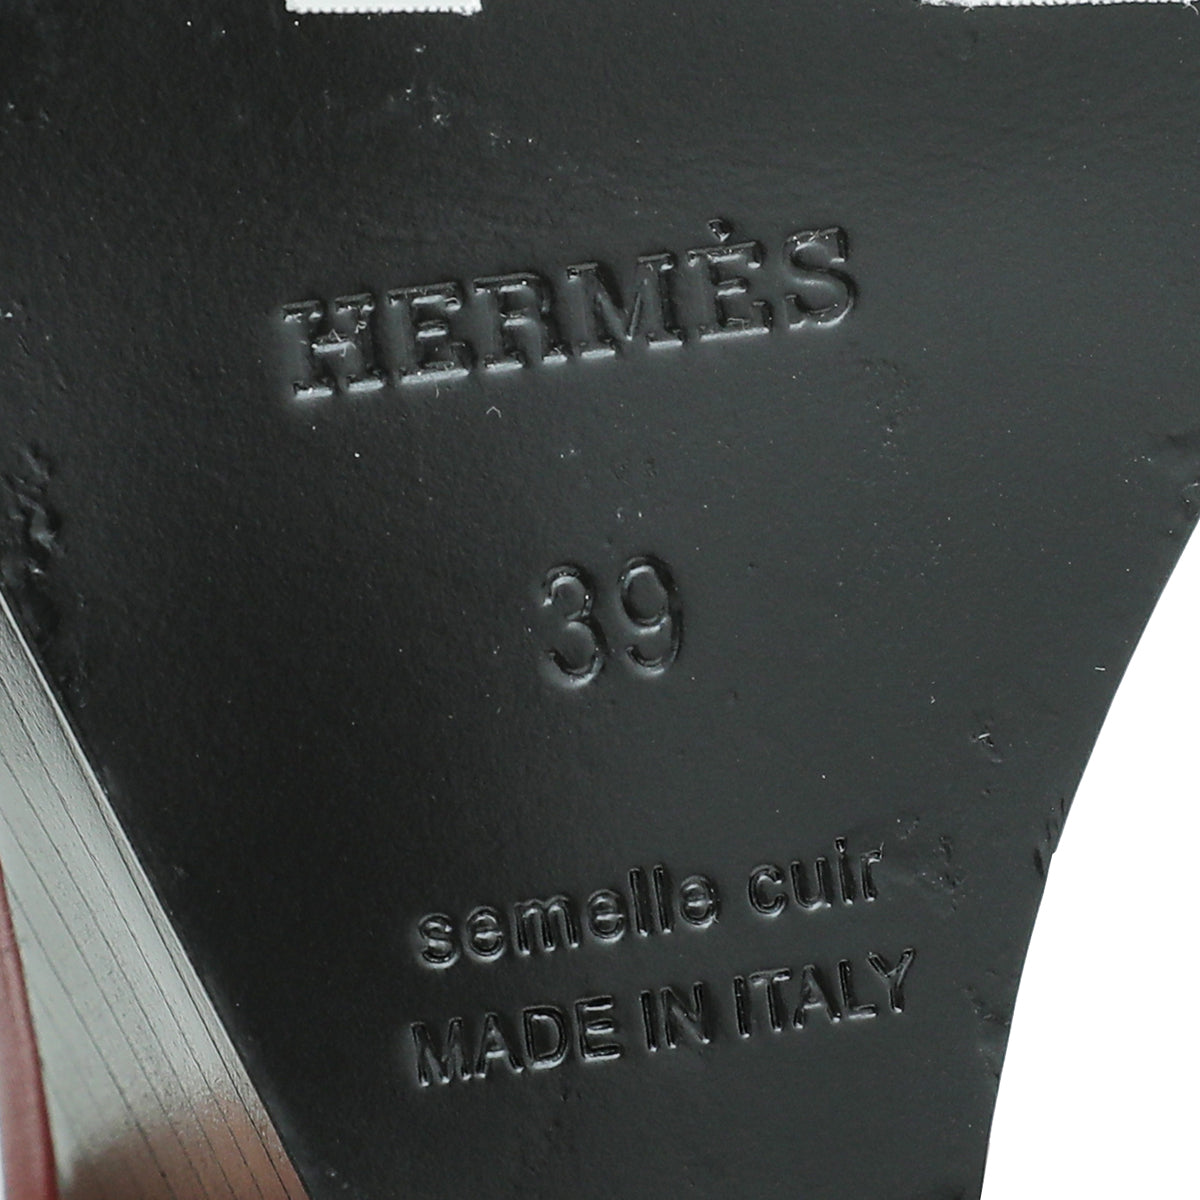 HERMÈS
39
semelle cuir
MADE IN ITALY